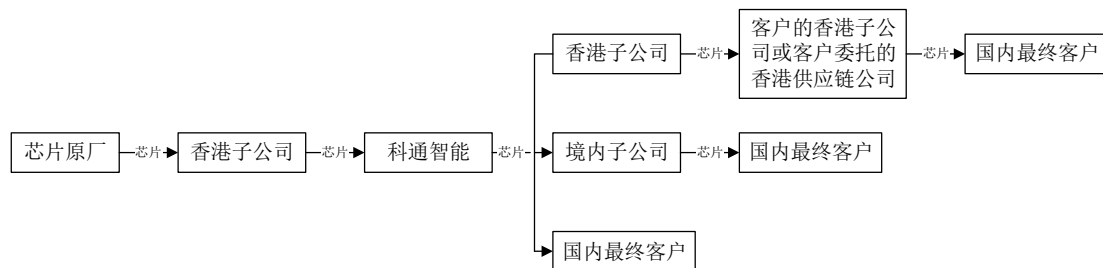 香港子公司
芯片
客户的香港子公
司或客户委托的
香港供应链公司
芯片
国内最终客户
芯片原厂
芯片
香港子公司
芯片
科通智能
芯片
境内子公司
芯片
国内最终客户
国内最终客户